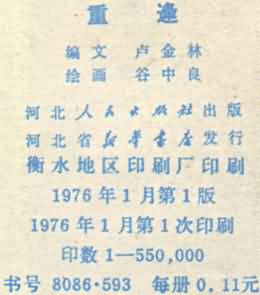 重逢
编文 卢金林
绘画 谷中良
河北人民出版社出版
河北省新华书店发行
衡水地区印刷厂印刷
1976年1月第1版
1976年1月第1次印刷
印数1—550,000
书号 8086·593 每册0.11元